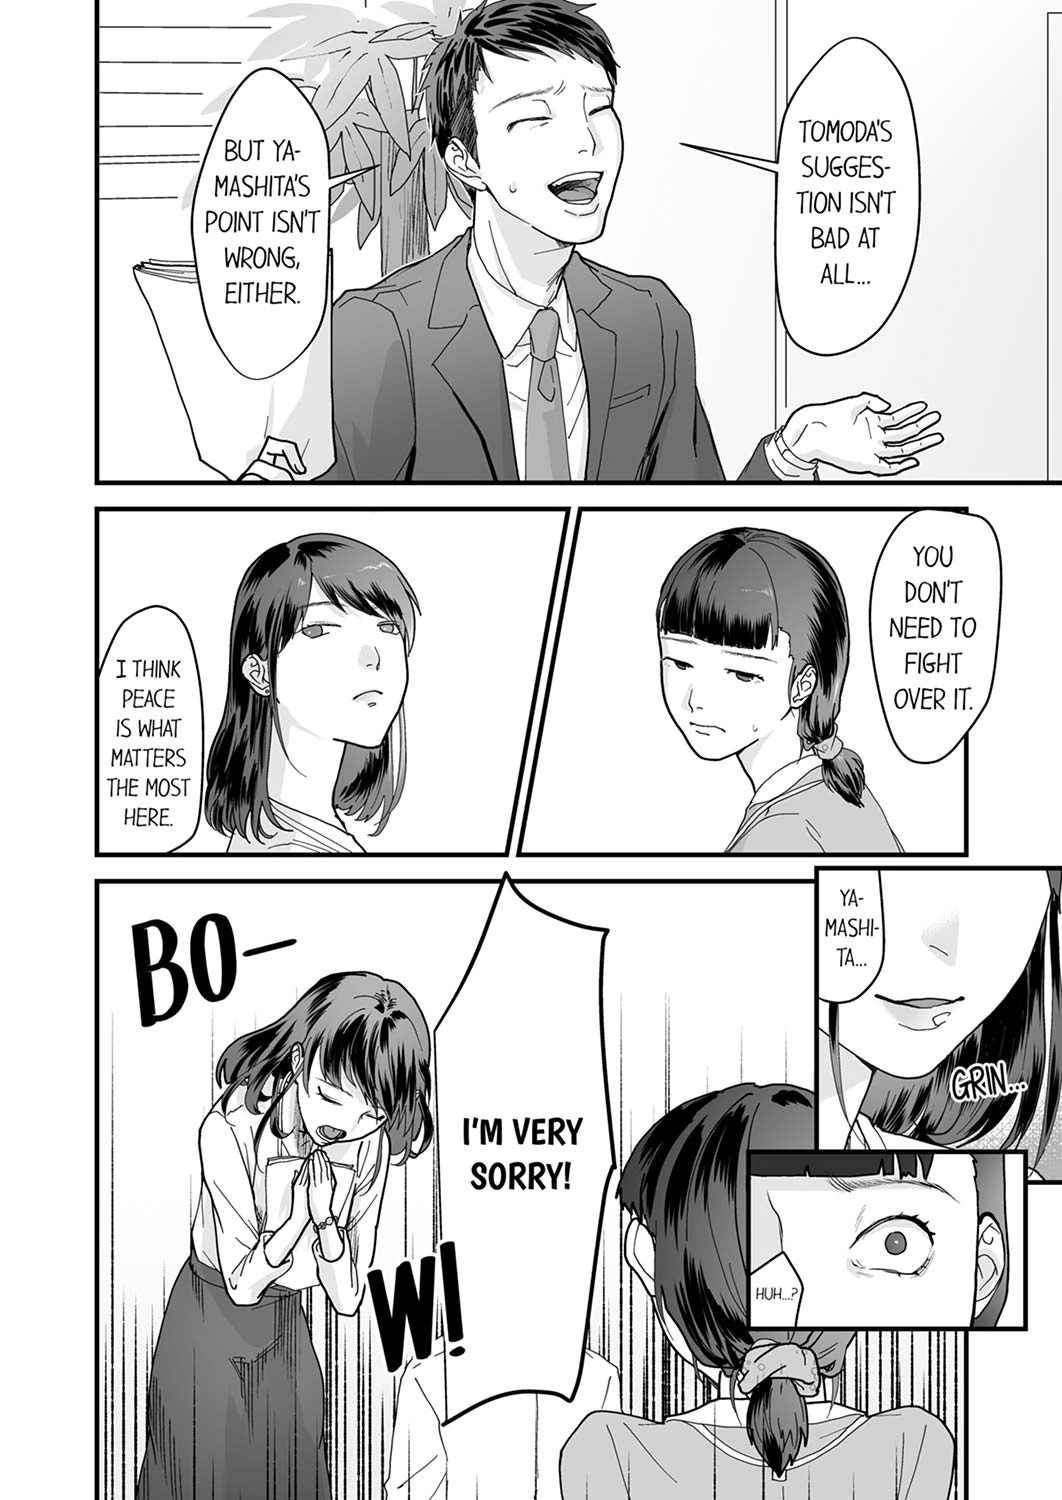 TOMODA'S
SUGGES-
TION ISN'T
BAD AT
ALL...
BUT YA-
MASHITA'S
POINT ISN'T
WRONG,
EITHER.
YOU
DON'T
NEED TO
FIGHT
OVER IT.
I THINK
PEACE
IS WHAT
MATTERS
THE MOST
HERE.
YA-
MASHI-
TA...
GRIN...
HUH...?
I'M VERY
SORRY!
BO—
W!